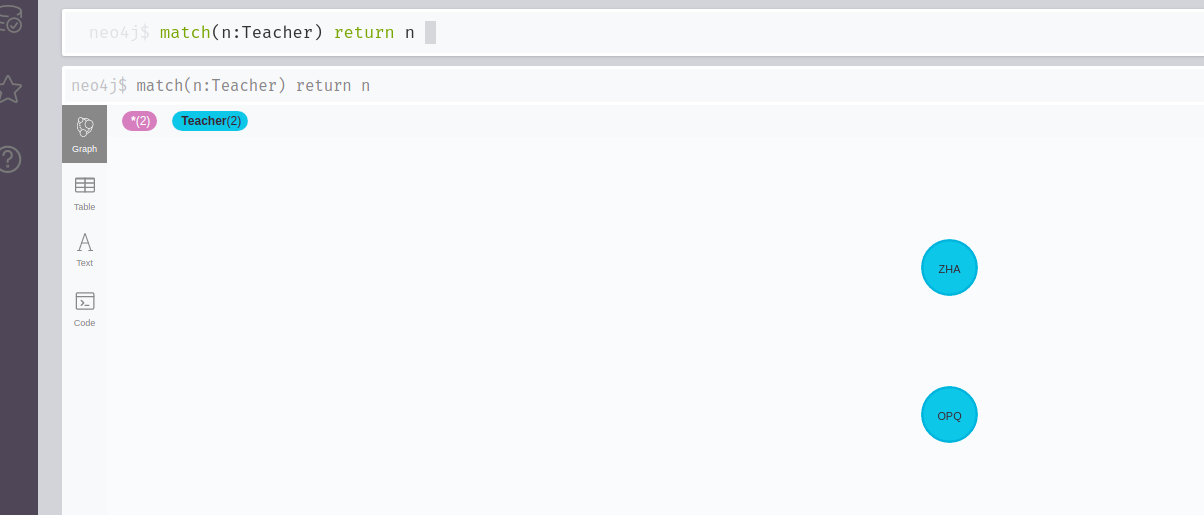 neo4j$ match(n:Teacher) return n
neo4j$ match(n:Teacher) return n
*(2) Teacher(2)
Graph
Table
Text
Code
ZHA
OPQ